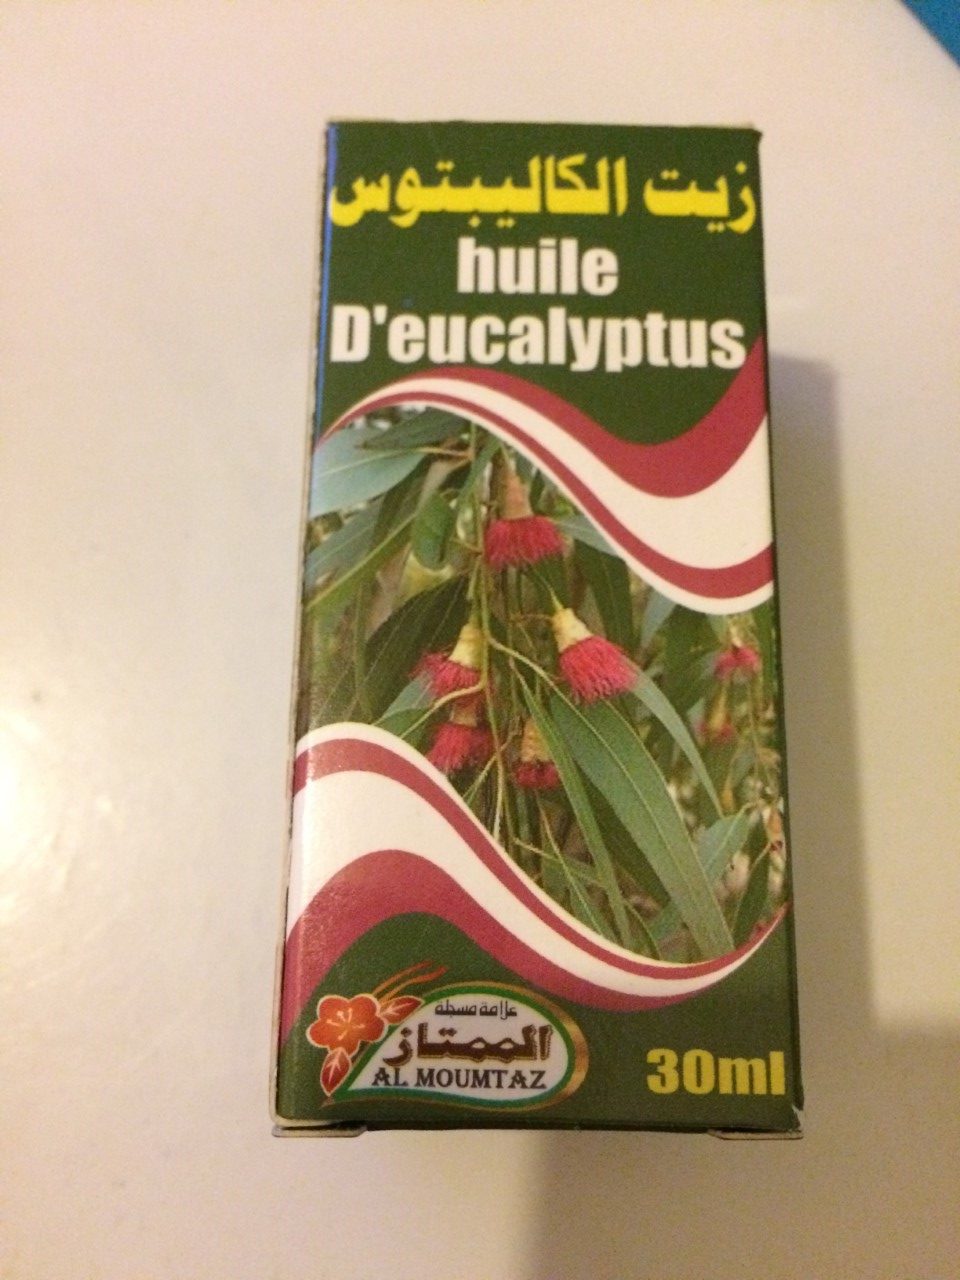 زيت الكاليبتوس
huile
D'eucalyptus
علامة مسجلة
الممتاز
AL MOUMTAZ
30ml